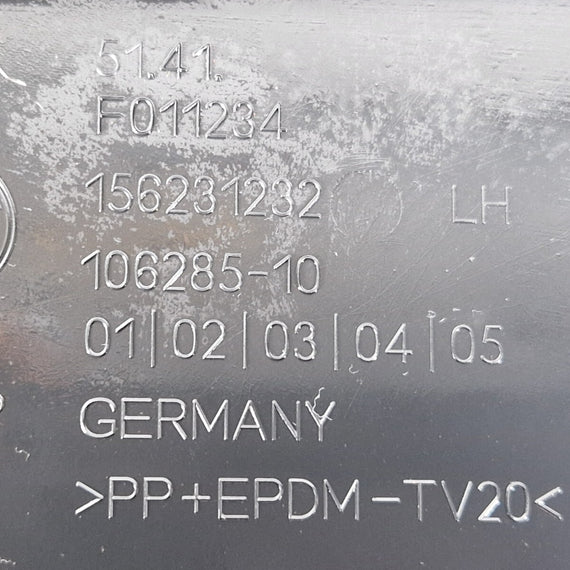 51.41.
F011234
156231232 LH
106285-10
01|02|03|04|05
GERMANY
>PP+EPDM-TV20<